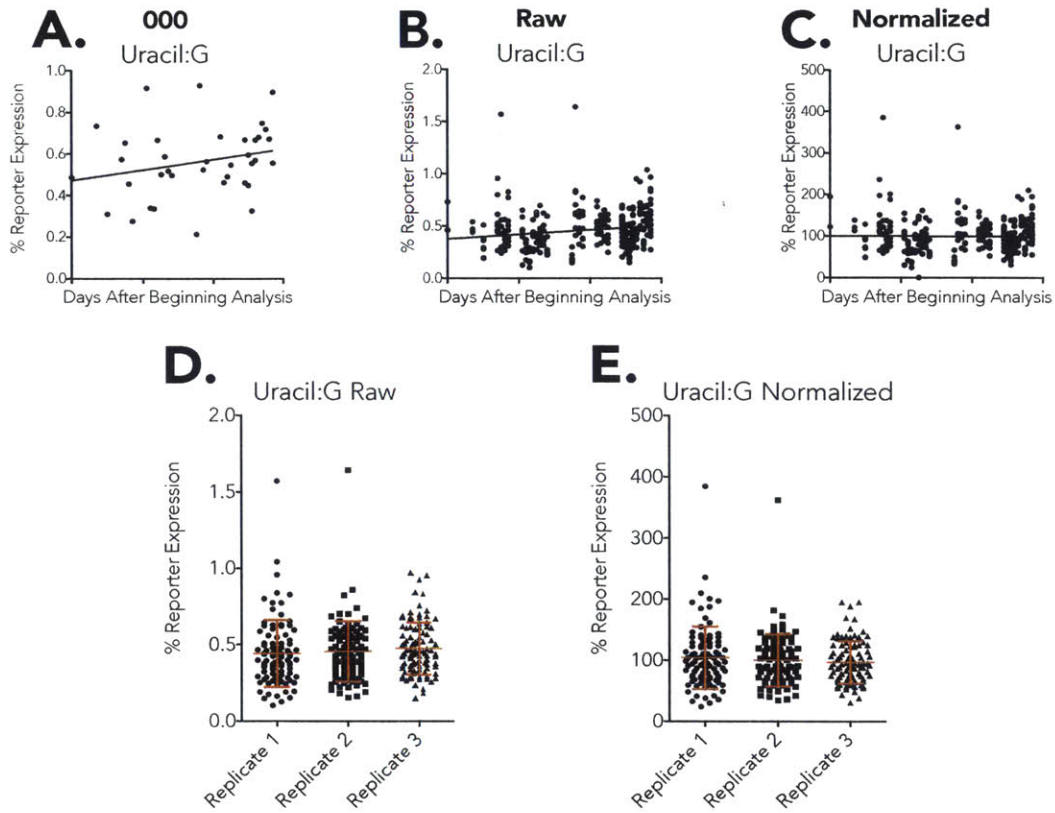 A.
000
Uracil:G
% Reporter Expression
1.0
0.8
0.6
0.4
0.2
0.0
Days After Beginning Analysis
B.
Raw
Uracil:G
% Reporter Expression
2.0
1.5
1.0
0.5
0.0
Days After Beginning Analysis
C.
Normalized
Uracil:G
% Reporter Expression
500
400
300
200
100
0
Days After Beginning Analysis
D.
Uracil:G Raw
% Reporter Expression
2.0
1.5
1.0
0.5
0.0
Replicate 1
Replicate 2
Replicate 3
E.
Uracil:G Normalized
% Reporter Expression
500
400
300
200
100
0
Replicate 1
Replicate 2
Replicate 3